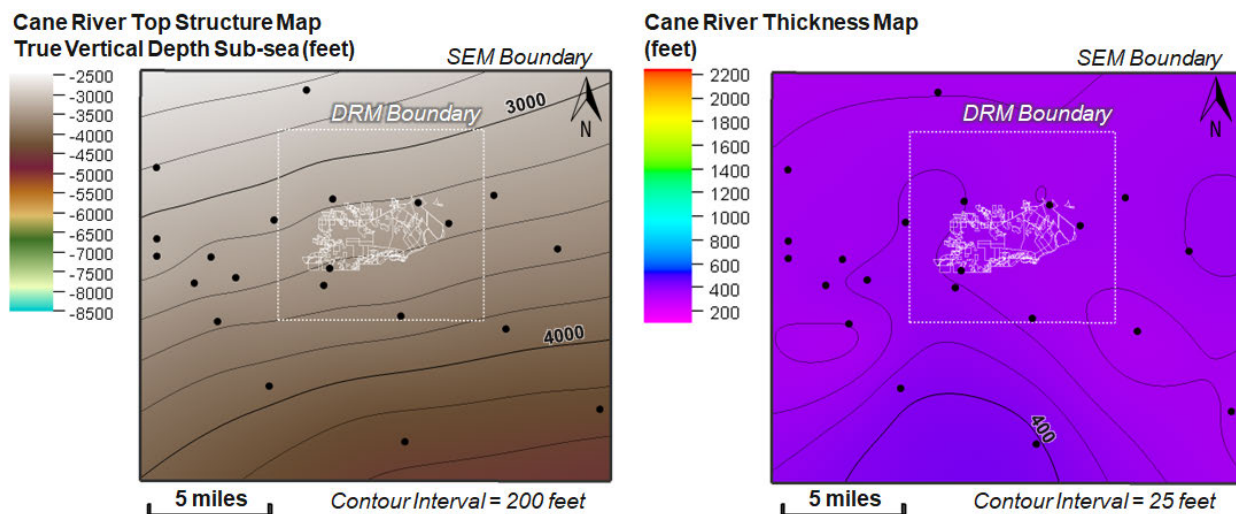 Cane River Top Structure Map
True Vertical Depth Sub-sea (feet)
SEM Boundary
-2500
-3000
-3500
-4000
-4500
-5000
-5500
-6000
-6500
-7000
-7500
-8000
-8500
DRM Boundary
3000
N
4000
5 miles
Contour Interval = 200 feet
Cane River Thickness Map
(feet)
SEM Boundary
2200
2000
1800
1600
1400
1200
1000
800
600
400
200
DRM Boundary
N
400
5 miles
Contour Interval = 25 feet